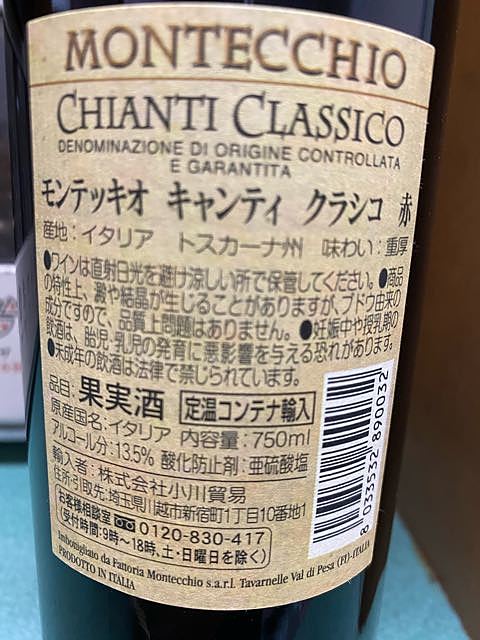 MONTECCHIO
CHIANTI CLASSICO
DENOMINAZIONE DI ORIGINE CONTROLLATA
E GARANTITA
モンテッキオ キャンティ クラシコ 赤
産地:イタリア トスカーナ州 味わい:重厚
●ワインは直射日光を避け涼しい所で保管してください。●商品
の特性上、澱や結晶が生じることがありますが、ブドウ由来の
成分ですので、品質上問題はありません。●妊娠中や授乳期の
飲酒は、胎児・乳児の発育に悪影響を与える恐れがあります。
●未成年の飲酒は法律で禁じられています。
品目:果実酒 定温コンテナ輸入
原産国名:イタリア 内容量:750ml
アルコール分:13.5% 酸化防止剤:亜硫酸塩
輸入者:株式会社小川貿易
住所・引取先:埼玉県川越市新宿町1丁目10番地1
お客様相談室 0120-830-417
(受付時間:9時〜18時、土・日曜日を除く)
Imbottigliato da Fattoria Montecchio s.a.r.l. Tavarnelle Val di Pesa (FI)-ITALIA
PRODOTTO IN ITALIA
8 033532 890032